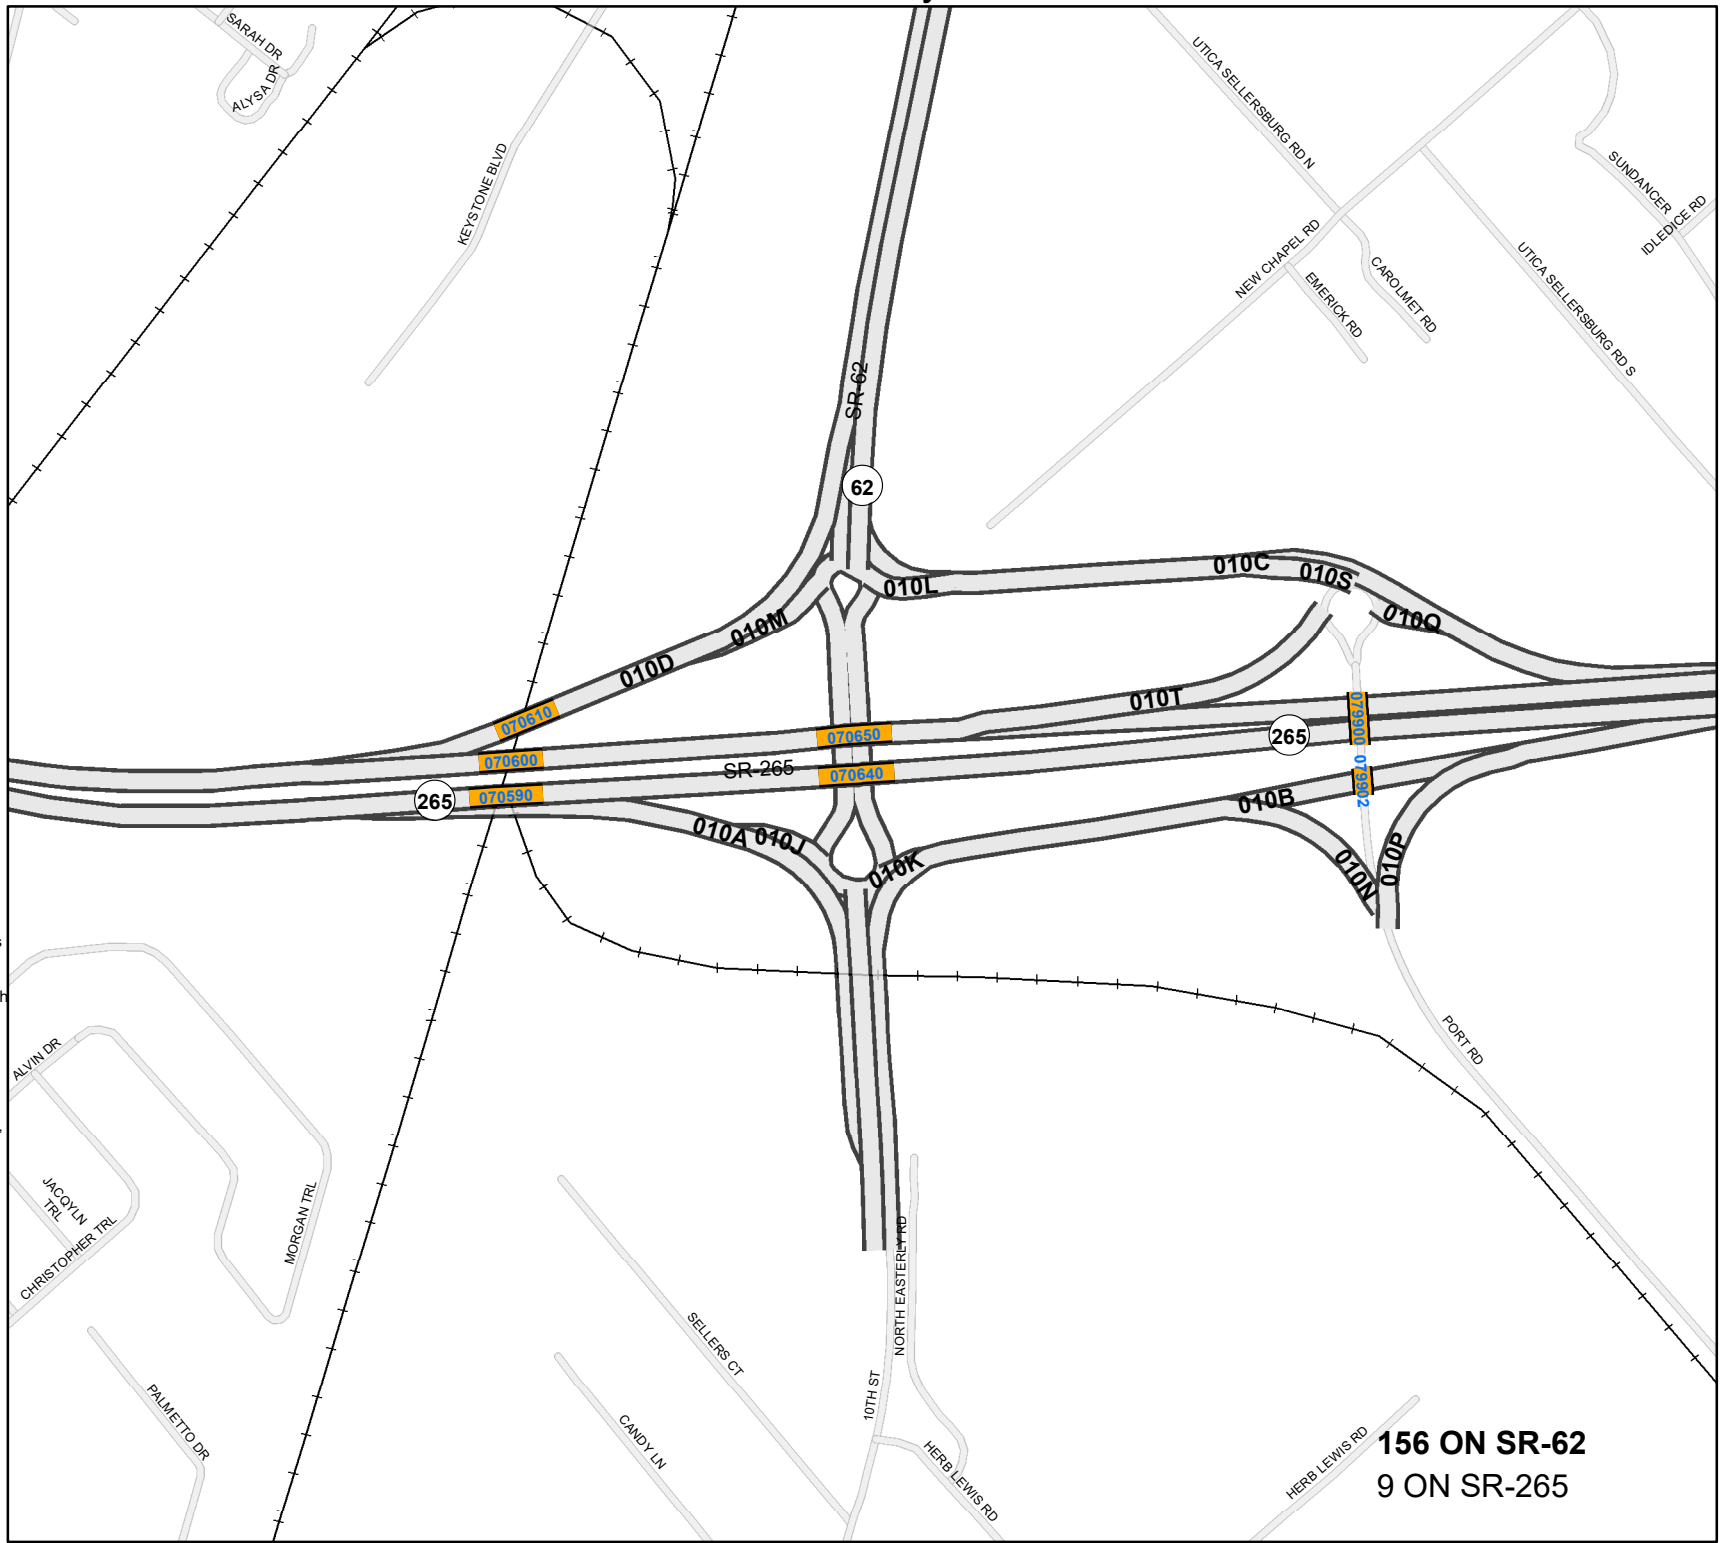 SARAH DR
ALYSA DR
KEYSTONE BLVD
UTICA SELLERSBURG RD N
SUNDANCER
IDLEDICE RD
NEW CHAPEL RD
EMERICK RD
CAROLMET RD
UTICA SELLERSBURG RD S
SR-62
62
010L
010C
010S
010Q
010M
010D
010T
070610
070600
070650
079900
265
SR-265
070640
070590
265
079902
010B
010A
010J
010K
010N
010P
PORT RD
ALVIN DR
JACQYLN
TRL
CHRISTOPHER TRL
MORGAN TRL
PALMETTO DR
SELLERS CT
CANDY LN
NORTH EASTERLY RD
10TH ST
HERB LEWIS RD
HERB LEWIS RD
156 ON SR-62
9 ON SR-265